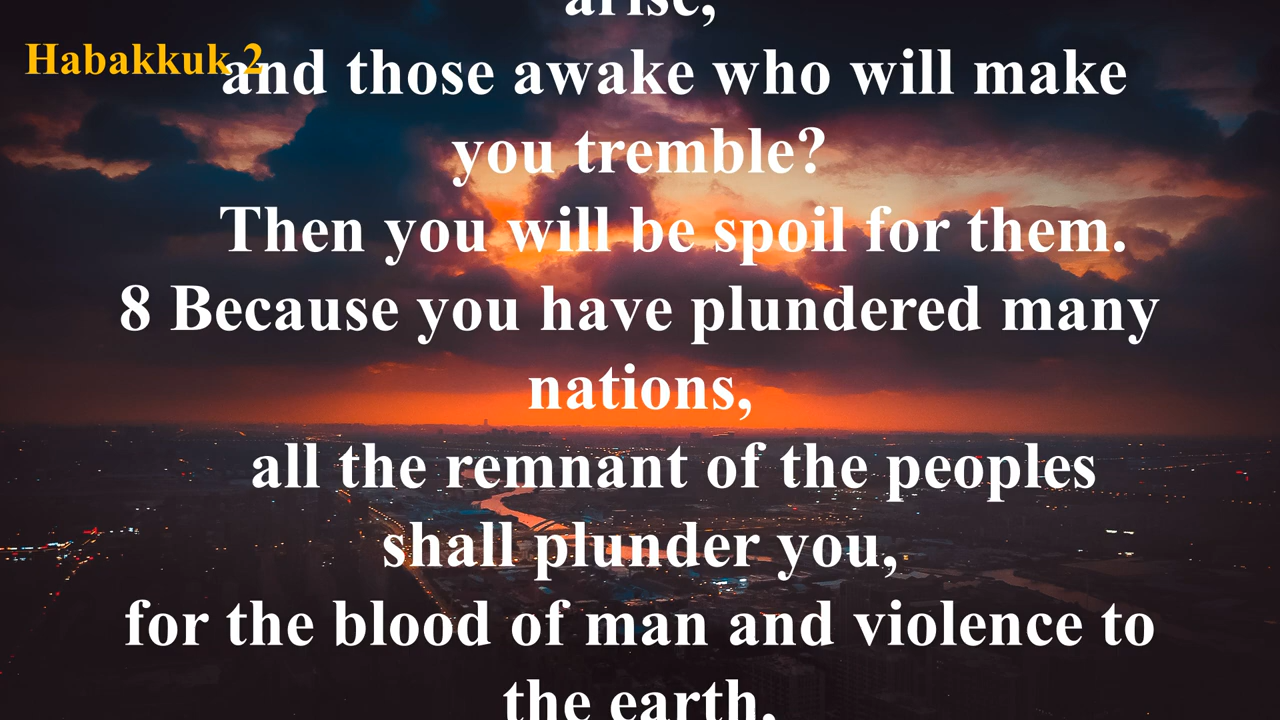 arise,
Habakkuk 2
and those awake who will make
you tremble?
Then you will be spoil for them.
8 Because you have plundered many
nations,
all the remnant of the peoples
shall plunder you,
for the blood of man and violence to
the earth,